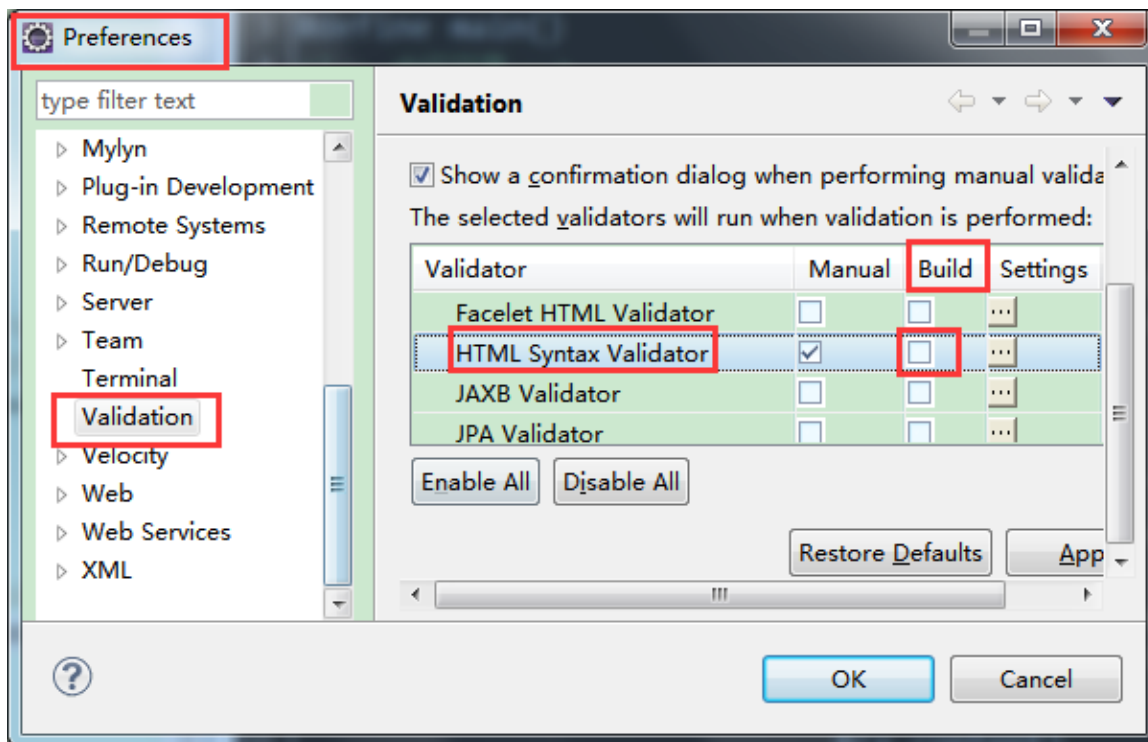 Preferences
type filter text
Mylyn
Plug-in Development
Remote Systems
Run/Debug
Server
Team
Terminal
Validation
Velocity
Web
Web Services
XML
Validation
Show a confirmation dialog when performing manual valida
The selected validators will run when validation is performed:
Validator Manual Build Settings
Facelet HTML Validator ...
HTML Syntax Validator ...
JAXB Validator ...
JPA Validator ...
Enable All Disable All
Restore Defaults App
? OK Cancel